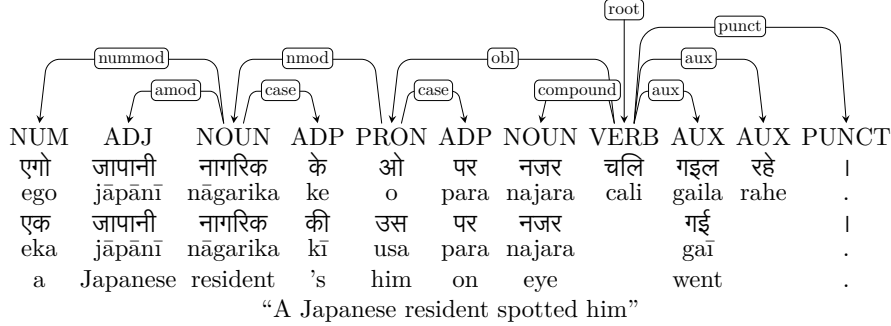 root
punct
nummod nmod obl aux
amod case case compound aux
NUM ADJ NOUN ADP PRON ADP NOUN VERB AUX AUX PUNCT
एगो जापानी नागरिक के ओ पर नजर चलि गइल रहे ।
ego jāpānī nāgarika ke o para najara cali gaila rahe .
एक जापानी नागरिक की उस पर नजर गई ।
eka jāpānī nāgarika kī usa para najara gaī .
a Japanese resident 's him on eye went .
“A Japanese resident spotted him”